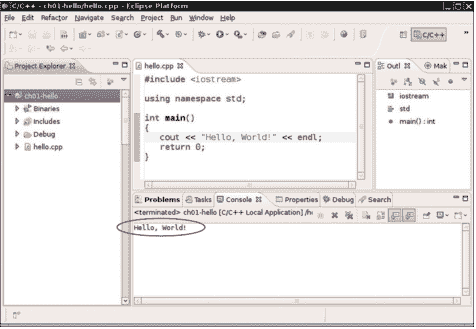 C/C++ - ch01-hello/hello.cpp - Eclipse Platform
File Edit Refactor Navigate Search Project Run Window Help
C/C++
Project Explorer
ch01-hello
Binaries
Includes
Debug
hello.cpp
hello.cpp
#include <iostream>
using namespace std;
int main()
{
cout << "Hello, World!" << endl;
return 0;
}
Outl
Mak
iostream
std
main() : int
Problems Tasks Console Properties Debug Search
<terminated> ch01-hello [C/C++ Local Application]
Hello, World!